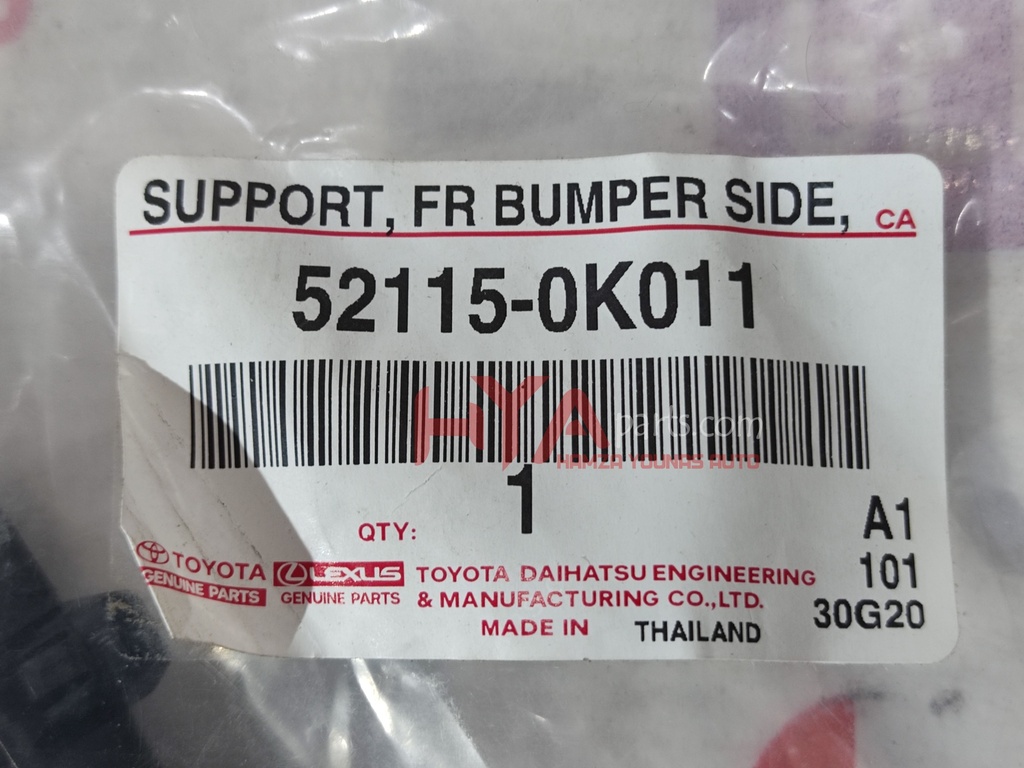 SUPPORT, FR BUMPER SIDE, CA
52115-0K011
HYA parts.com
HAMZA YOUNAS AUTO
1
QTY:
A1
TOYOTA
GENUINE PARTS
LEXUS
GENUINE PARTS
TOYOTA DAIHATSU ENGINEERING
& MANUFACTURING CO.,LTD.
101
MADE IN THAILAND
30G20